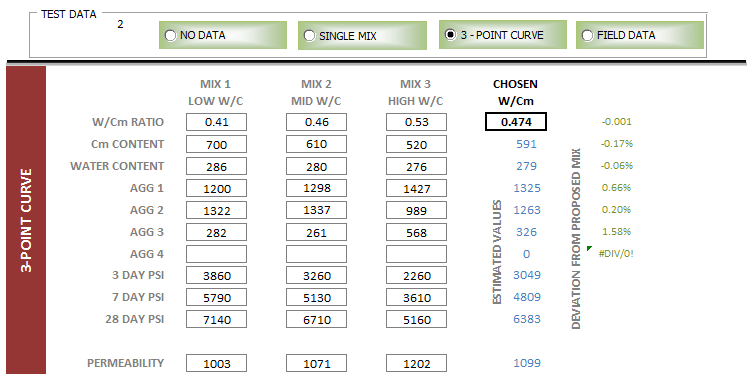 TEST DATA
2
NO DATA SINGLE MIX 3 - POINT CURVE FIELD DATA
MIX 1 MIX 2 MIX 3 CHOSEN
LOW W/C MID W/C HIGH W/C W/Cm
W/Cm RATIO 0.41 0.46 0.53 0.474 -0.001
Cm CONTENT 700 610 520 591 -0.17%
WATER CONTENT 286 280 276 279 -0.06%
AGG 1 1200 1298 1427 1325 0.66%
AGG 2 1322 1337 989 1263 0.20%
AGG 3 282 261 568 326 1.58%
AGG 4 0 #DIV/0!
3 DAY PSI 3860 3260 2260 3049
7 DAY PSI 5790 5130 3610 4809
28 DAY PSI 7140 6710 5160 6383
PERMEABILITY 1003 1071 1202 1099
3-POINT CURVE
ESTIMATED VALUES
DEVIATION FROM PROPOSED MIX